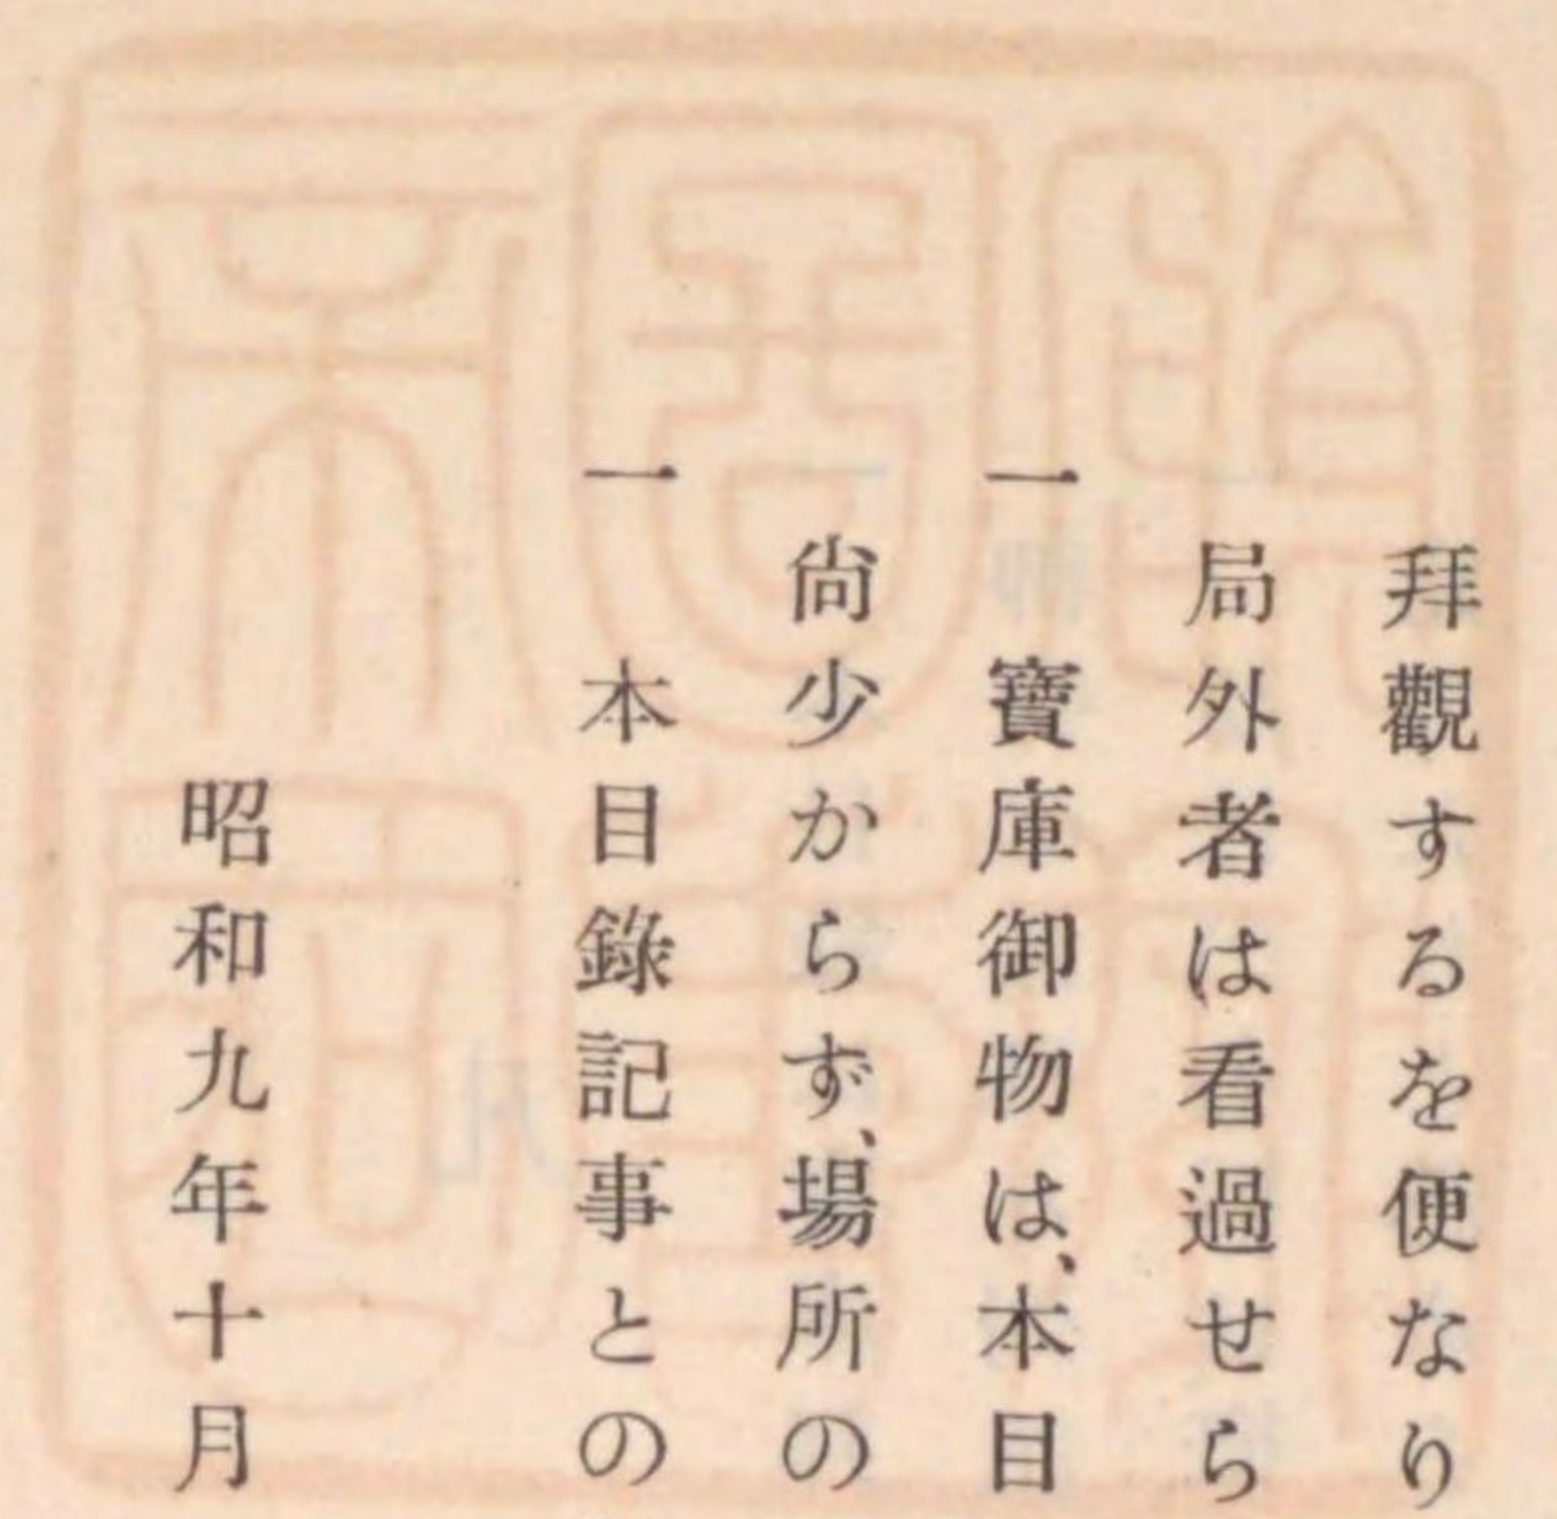 拜觀するを便なり
局外者は看過せら
一 寶庫御物は、本目
尙少からず、場所の
一 本目錄記事との
昭和九年十月